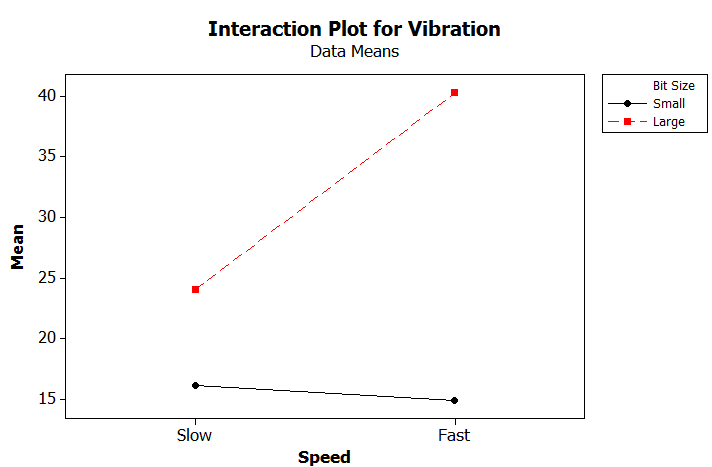 Interaction Plot for Vibration
Data Means
Bit Size
Small
Large
40
35
30
25
20
15
Mean
Slow
Fast
Speed